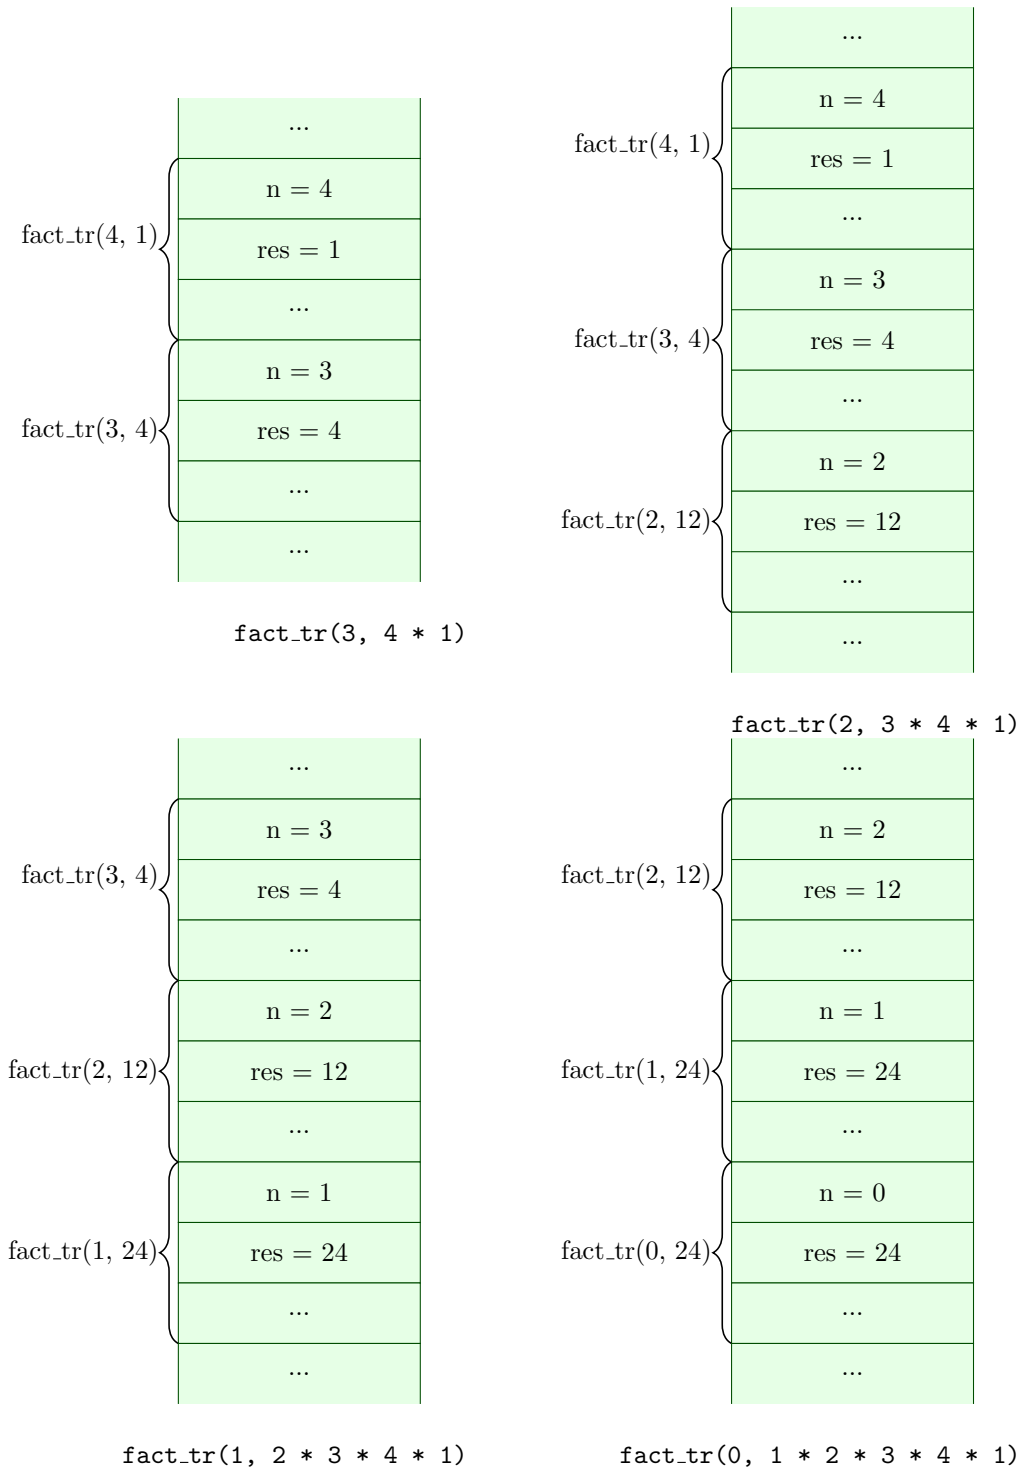 ...
n = 4
fact_tr(4, 1)
res = 1
...
n = 3
fact_tr(3, 4)
res = 4
...
...
fact_tr(3, 4 * 1)
...
n = 4
fact_tr(4, 1)
res = 1
...
n = 3
fact_tr(3, 4)
res = 4
...
n = 2
fact_tr(2, 12)
res = 12
...
...
fact_tr(2, 3 * 4 * 1)
...
n = 3
fact_tr(3, 4)
res = 4
...
n = 2
fact_tr(2, 12)
res = 12
...
n = 1
fact_tr(1, 24)
res = 24
...
...
fact_tr(1, 2 * 3 * 4 * 1)
...
n = 2
fact_tr(2, 12)
res = 12
...
n = 1
fact_tr(1, 24)
res = 24
...
n = 0
fact_tr(0, 24)
res = 24
...
...
fact_tr(0, 1 * 2 * 3 * 4 * 1)